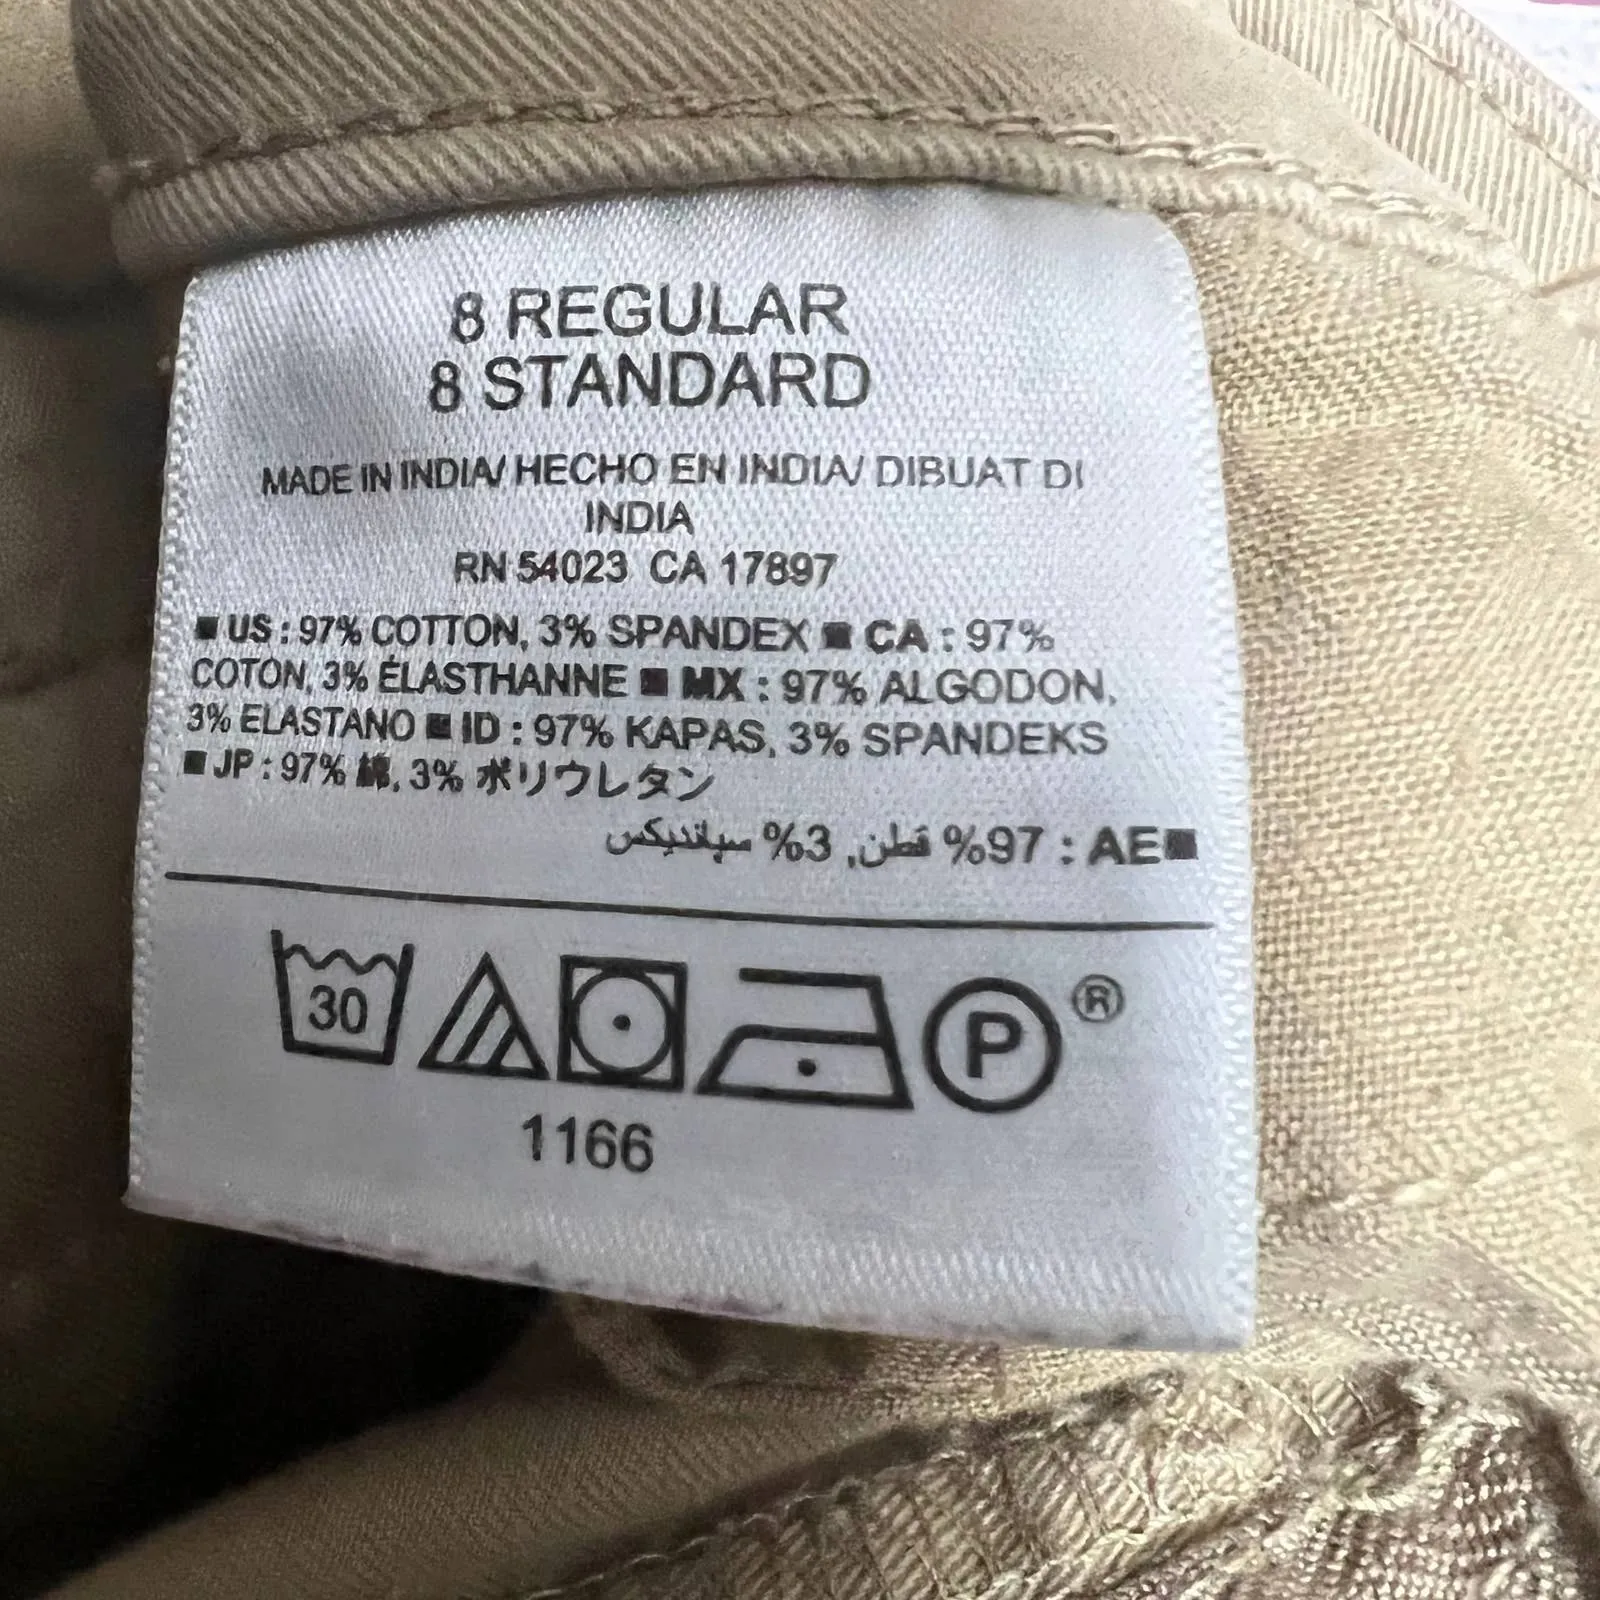 8 REGULAR
8 STANDARD
MADE IN INDIA/ HECHO EN INDIA/ DIBUAT DI
INDIA
RN 54023 CA 17897
■ US : 97% COTTON, 3% SPANDEX ■ CA : 97%
COTON, 3% ÉLASTHANNE ■ MX : 97% ALGODON,
3% ELASTANO ■ ID : 97% KAPAS, 3% SPANDEKS
■ JP : 97% 綿, 3% ポリウレタン
■AE : 97% قطن, 3% سباندیکس
30 P ®
1166